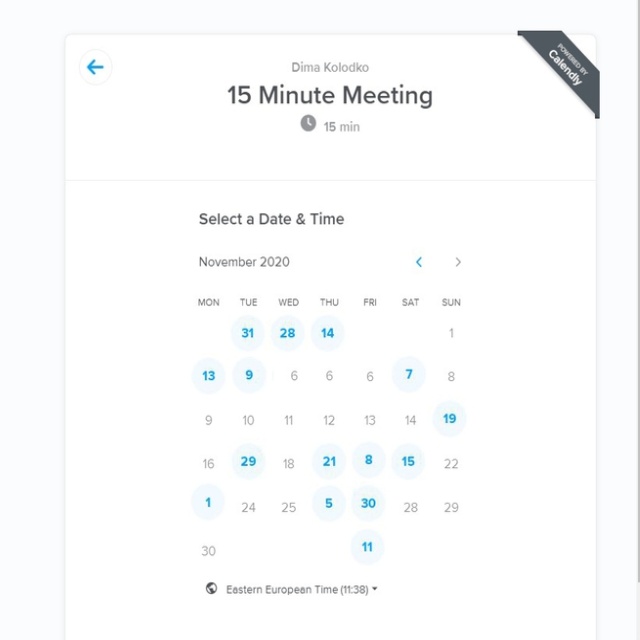 Dima Kolodko
POWERED BY
Calendly
15 Minute Meeting
15 min
Select a Date & Time
November 2020
MON TUE WED THU FRI SAT SUN
31 28 14 1
13 9 6 6 6 7 8
9 10 11 12 13 14 19
16 29 18 21 8 15 22
1 24 25 5 30 28 29
30 11
Eastern European Time (11:38)